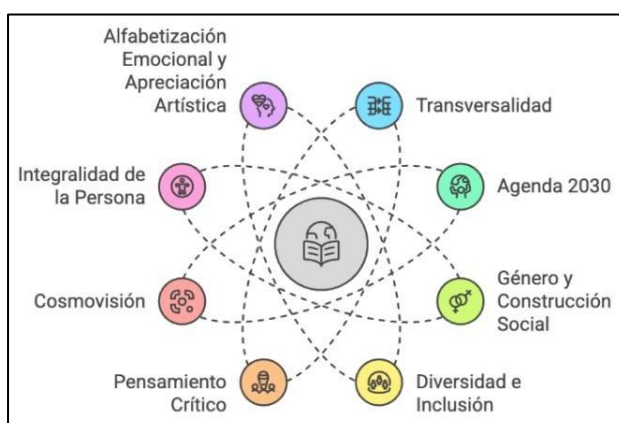 Alfabetización
Emocional y
Apreciación
Artística
Transversalidad
Integralidad de
la Persona
Agenda 2030
Cosmovisión
Género y
Construcción
Social
Pensamiento
Crítico
Diversidad e
Inclusión